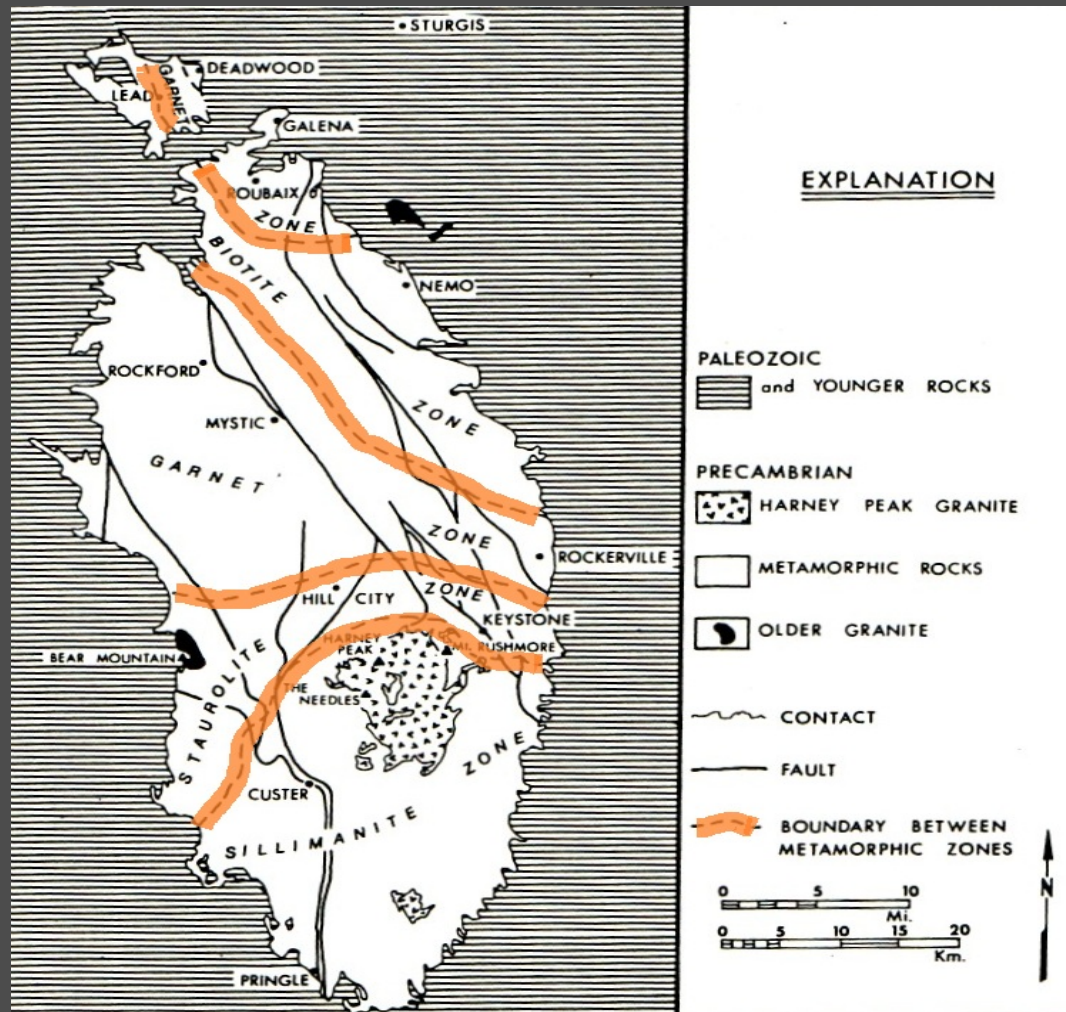 STURGIS
DEADWOOD
GARNET
LEAD
GALENA
ROUBAIX
ZONE
BIOTITE
NEMO
ROCKFORD
ZONE
MYSTIC
GARNET
ZONE
ROCKERVILLE
HILL CITY
ZONE
KEYSTONE
HARNEY
PEAK
MT. RUSHMORE
BEAR MOUNTAIN
THE
NEEDLES
STAUROLITE
ZONE
CUSTER
SILLIMANITE
PRINGLE
EXPLANATION
PALEOZOIC
and YOUNGER ROCKS
PRECAMBRIAN
HARNEY PEAK GRANITE
METAMORPHIC ROCKS
OLDER GRANITE
CONTACT
FAULT
BOUNDARY BETWEEN
METAMORPHIC ZONES
0 5 10
Mi.
0 5 10 15 20
Km.
N